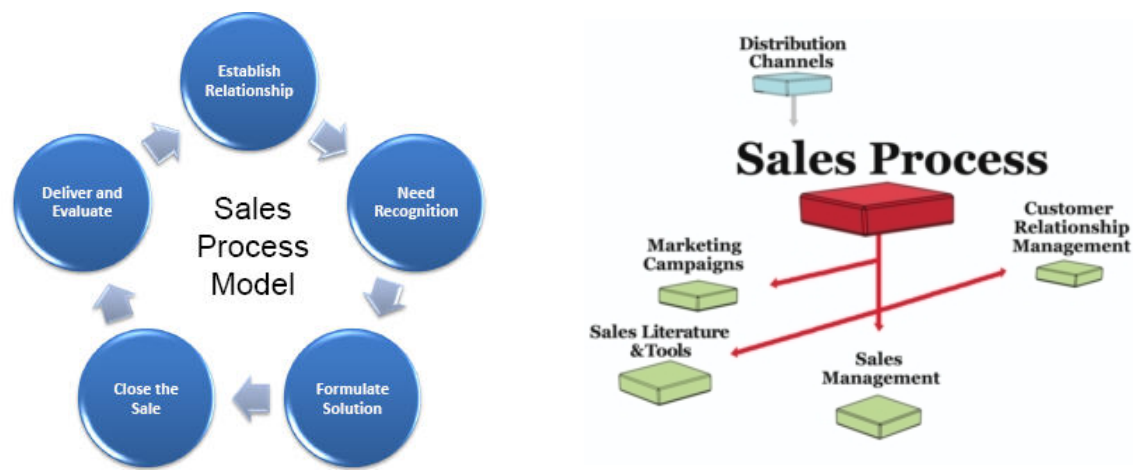 Establish
Relationship
Need
Recognition
Formulate
Solution
Close the
Sale
Deliver and
Evaluate
Sales
Process
Model
Distribution
Channels
Sales Process
Marketing
Campaigns
Customer
Relationship
Management
Sales Literature
&Tools
Sales
Management